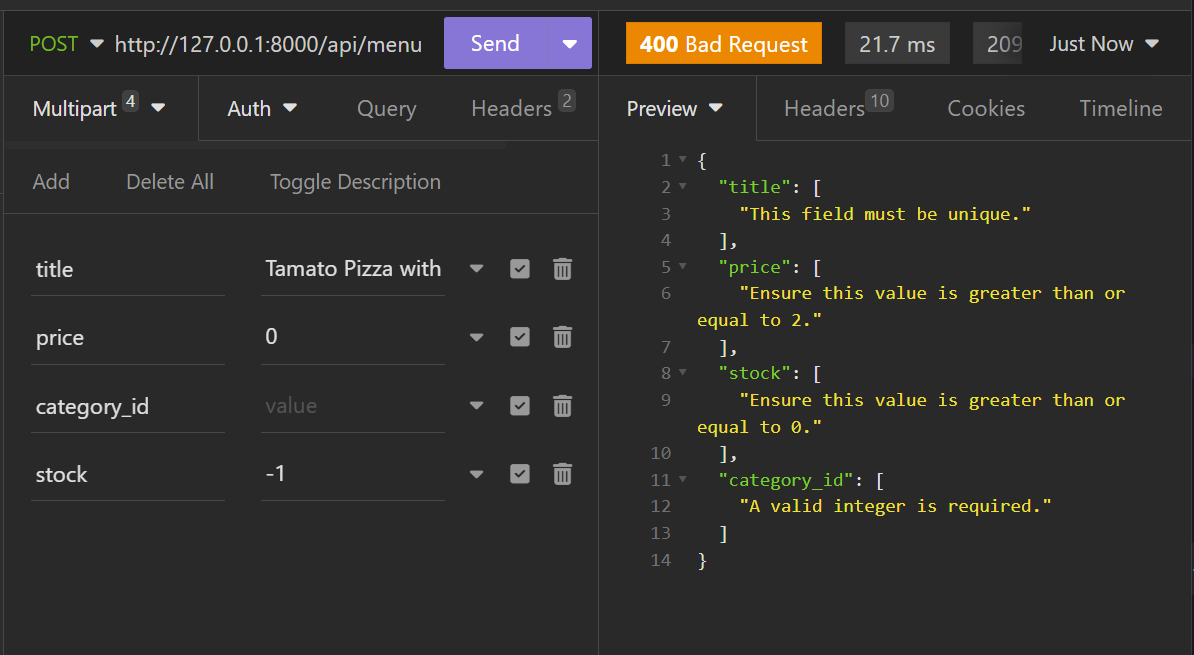 POST http://127.0.0.1:8000/api/menu Send
400 Bad Request 21.7 ms 209 Just Now
Multipart 4 Auth Query Headers 2
Preview Headers 10 Cookies Timeline
Add Delete All Toggle Description
title Tamato Pizza with
price 0
category_id value
stock -1
1 {
2 "title": [
3 "This field must be unique."
4 ],
5 "price": [
6 "Ensure this value is greater than or
equal to 2."
7 ],
8 "stock": [
9 "Ensure this value is greater than or
equal to 0."
10 ],
11 "category_id": [
12 "A valid integer is required."
13 ]
14 }